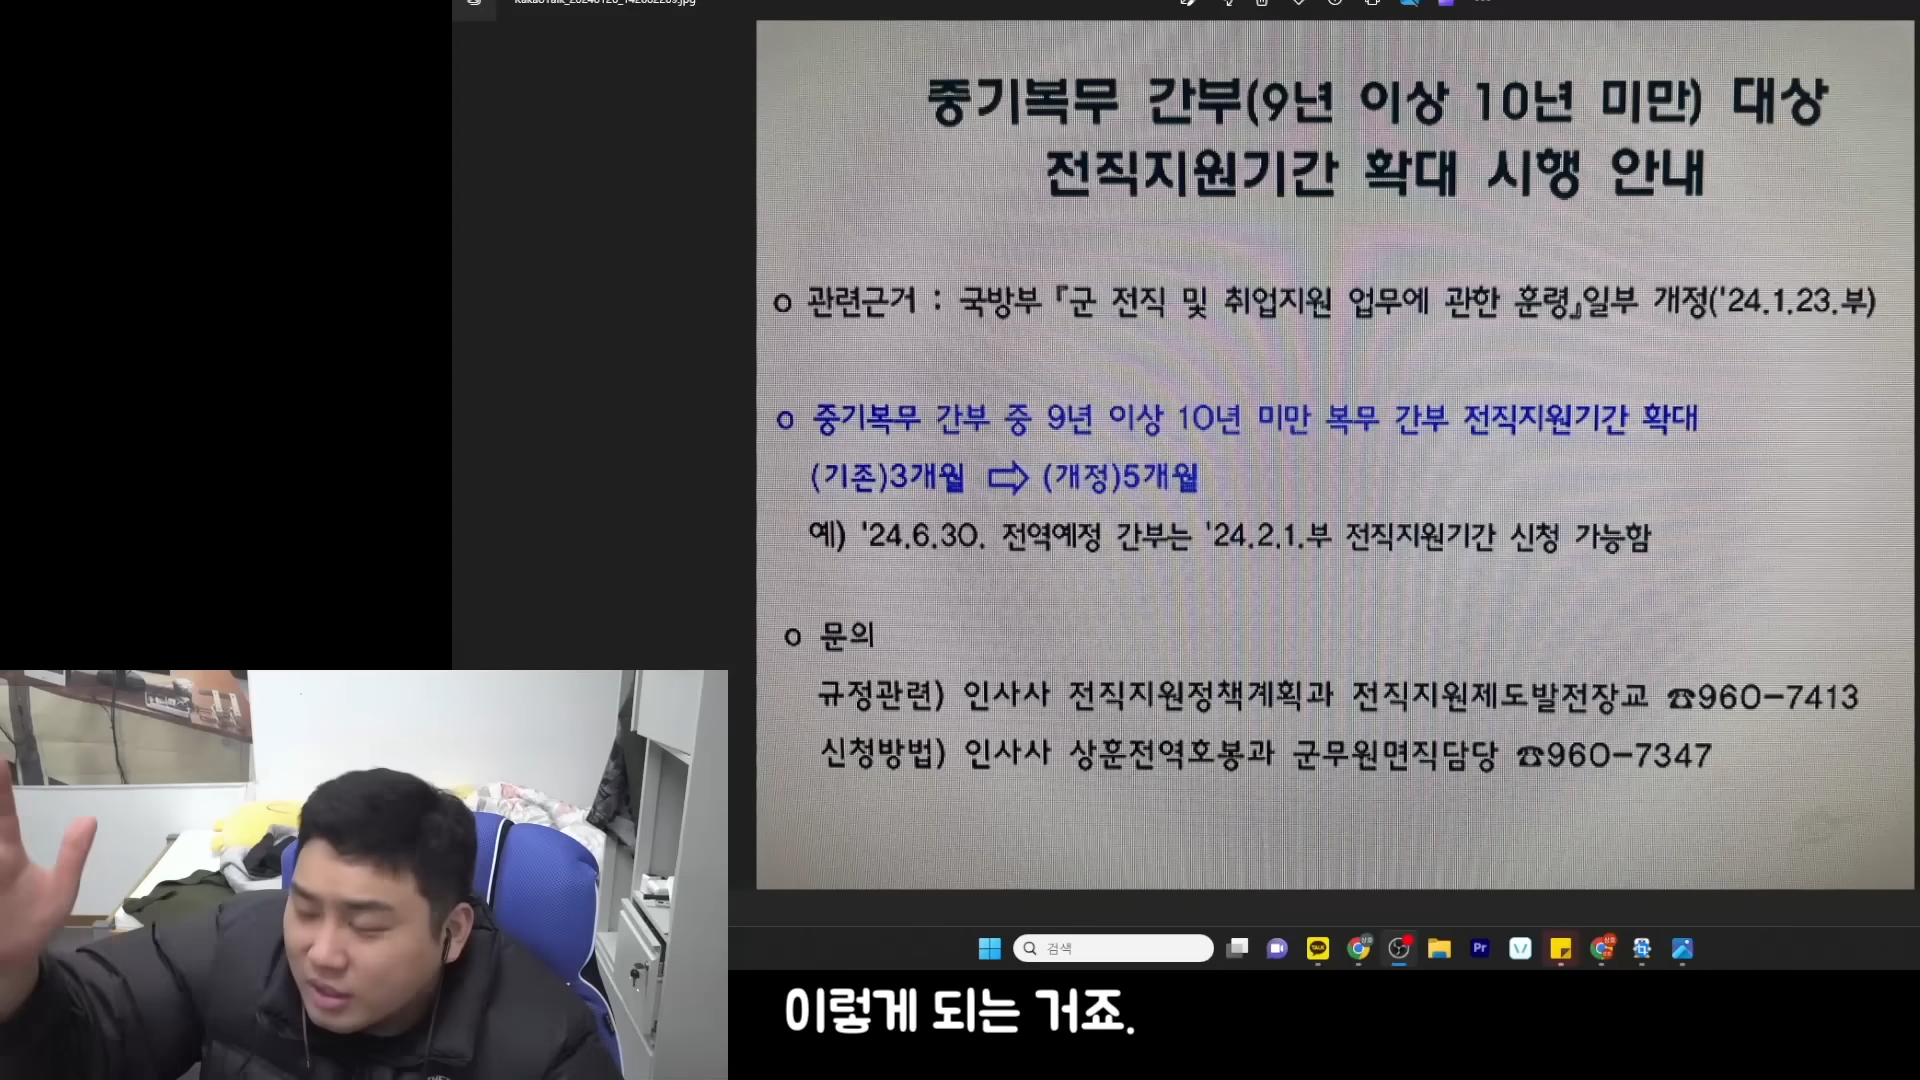 KakaoTalk_20240126_142802209.jpg
중기복무 간부(9년 이상 10년 미만) 대상
전직지원기간 확대 시행 안내
o 관련근거 : 국방부 『군 전직 및 취업지원 업무에 관한 훈령』일부 개정('24.1.23.부)
o 중기복무 간부 중 9년 이상 10년 미만 복무 간부 전직지원기간 확대
(기존)3개월 ⇨ (개정)5개월
예) '24.6.30. 전역예정 간부는 '24.2.1.부 전직지원기간 신청 가능함
o 문의
규정관련) 인사사 전직지원정책계획과 전직지원제도발전장교 ☎960-7413
신청방법) 인사사 상훈전역호봉과 군무원면직담당 ☎960-7347
검색
TALK
Pr
이렇게 되는 거죠.